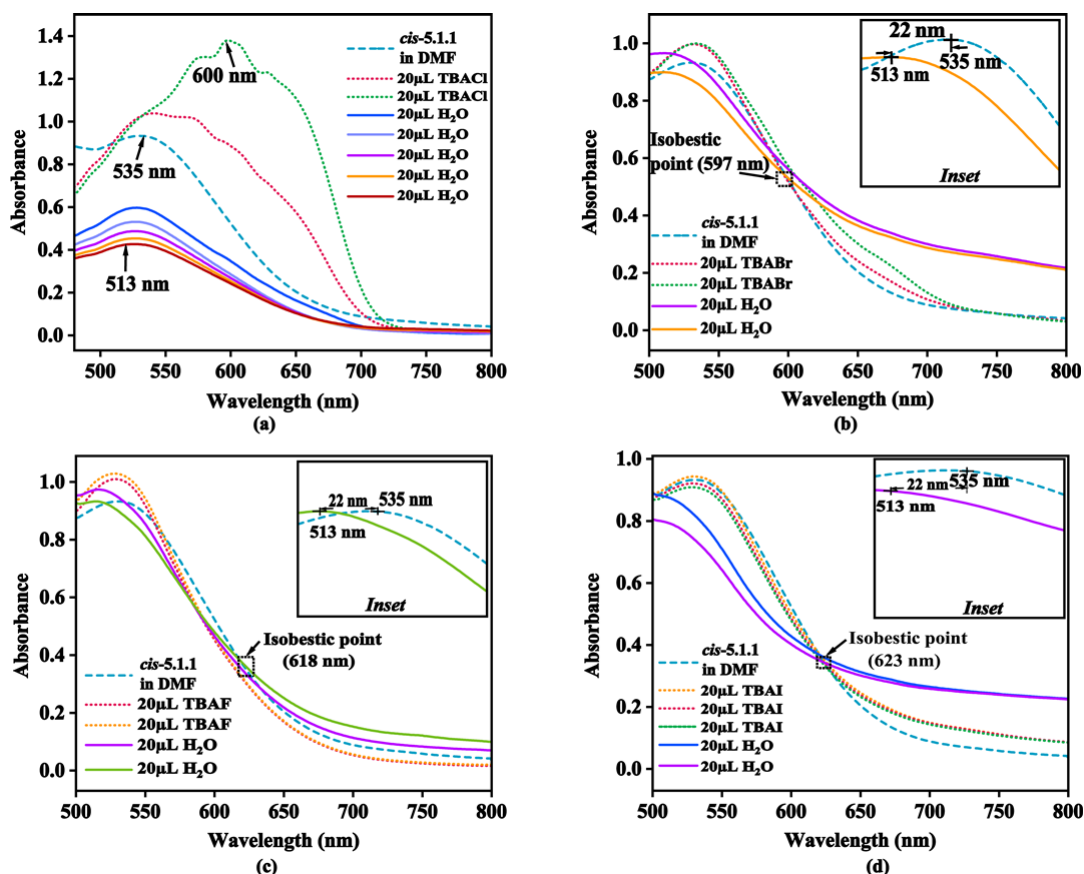 1.4
1.2
1.0
0.8
0.6
0.4
0.2
0.0
Absorbance
600 nm
535 nm
513 nm
cis-5.1.1
in DMF
20μL TBACl
20μL TBACl
20μL H2O
20μL H2O
20μL H2O
20μL H2O
20μL H2O
500 550 600 650 700 750 800
Wavelength (nm)
(a)
1.0
0.8
0.6
0.4
0.2
0.0
Absorbance
Isobestic
point (597 nm)
22 nm
535 nm
513 nm
Inset
cis-5.1.1
in DMF
20μL TBABr
20μL TBABr
20μL H2O
20μL H2O
500 550 600 650 700 750 800
Wavelength (nm)
(b)
1.0
0.8
0.6
0.4
0.2
0.0
Absorbance
22 nm 535 nm
513 nm
Inset
Isobestic point
(618 nm)
cis-5.1.1
in DMF
20μL TBAF
20μL TBAF
20μL H2O
20μL H2O
500 550 600 650 700 750 800
Wavelength (nm)
(c)
1.0
0.8
0.6
0.4
0.2
0.0
Absorbance
22 nm
535 nm
513 nm
Inset
Isobestic point
(623 nm)
cis-5.1.1
in DMF
20μL TBAI
20μL TBAI
20μL TBAI
20μL H2O
20μL H2O
500 550 600 650 700 750 800
Wavelength (nm)
(d)